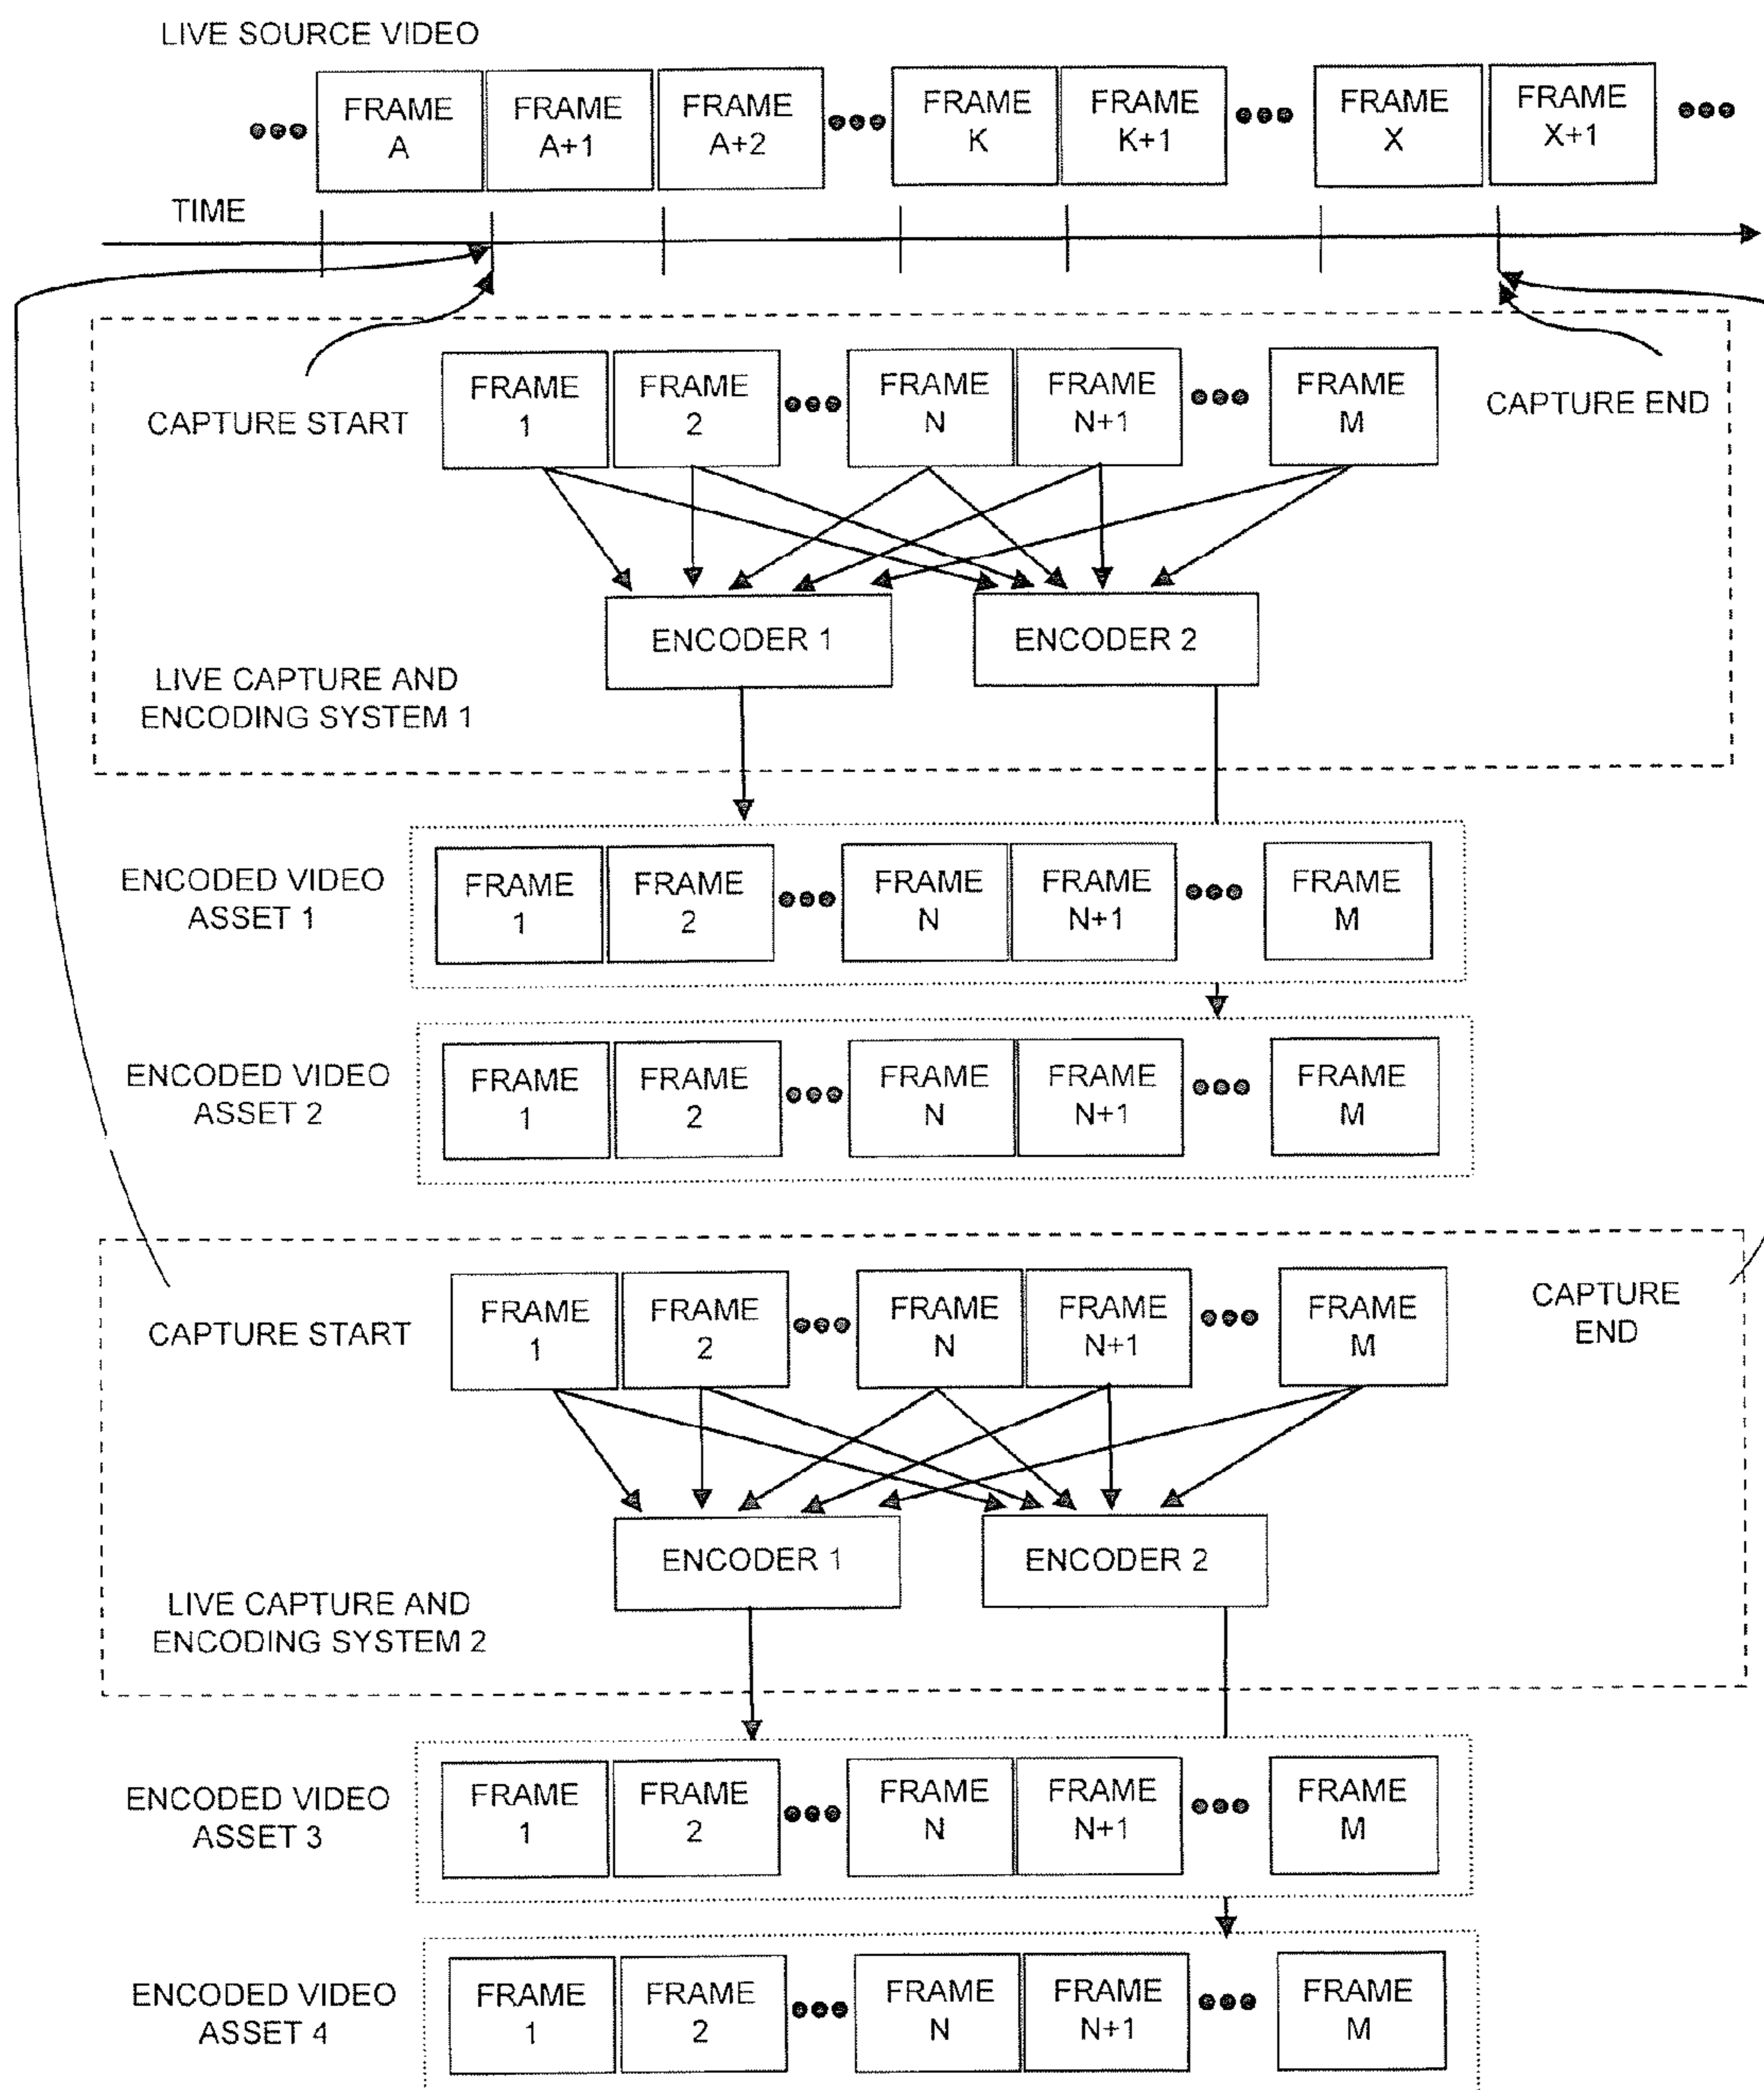 LIVE SOURCE VIDEO
FRAME A
FRAME A+1
FRAME A+2
FRAME K
FRAME K+1
FRAME X
FRAME X+1
TIME
CAPTURE START
FRAME 1
FRAME 2
FRAME N
FRAME N+1
FRAME M
CAPTURE END
ENCODER 1
ENCODER 2
LIVE CAPTURE AND
ENCODING SYSTEM 1
ENCODED VIDEO
ASSET 1
FRAME 1
FRAME 2
FRAME N
FRAME N+1
FRAME M
ENCODED VIDEO
ASSET 2
FRAME 1
FRAME 2
FRAME N
FRAME N+1
FRAME M
CAPTURE START
FRAME 1
FRAME 2
FRAME N
FRAME N+1
FRAME M
CAPTURE
END
ENCODER 1
ENCODER 2
LIVE CAPTURE AND
ENCODING SYSTEM 2
ENCODED VIDEO
ASSET 3
FRAME 1
FRAME 2
FRAME N
FRAME N+1
FRAME M
ENCODED VIDEO
ASSET 4
FRAME 1
FRAME 2
FRAME N
FRAME N+1
FRAME M